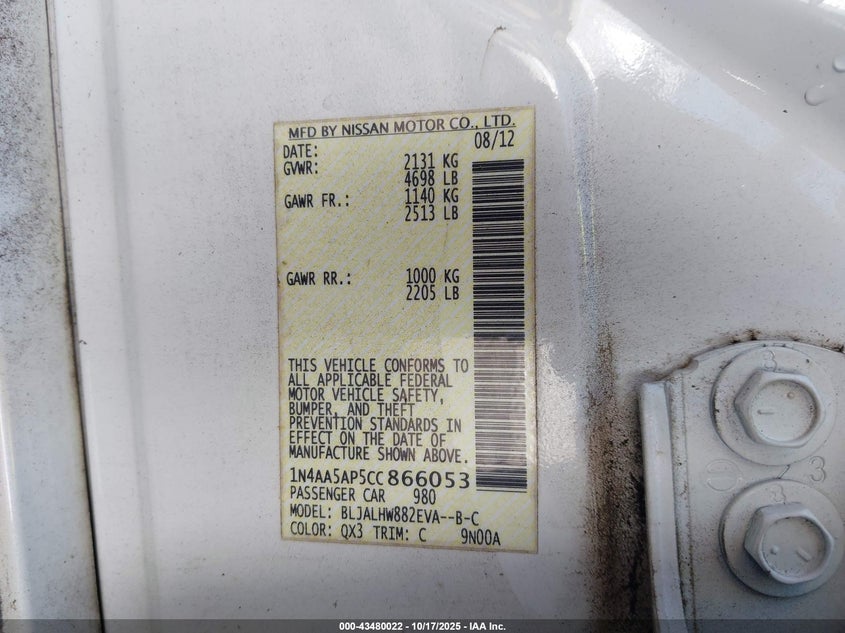 MFD BY NISSAN MOTOR CO., LTD.
DATE: 08/12
GVWR: 2131 KG
4698 LB
GAWR FR.: 1140 KG
2513 LB
GAWR RR.: 1000 KG
2205 LB
THIS VEHICLE CONFORMS TO
ALL APPLICABLE FEDERAL
MOTOR VEHICLE SAFETY,
BUMPER, AND THEFT
PREVENTION STANDARDS IN
EFFECT ON THE DATE OF
MANUFACTURE SHOWN ABOVE.
1N4AA5AP5CC866053
PASSENGER CAR 980
MODEL: BLJALHW882EVA--B-C
COLOR: QX3 TRIM: C 9N00A
3
3
3
000-43480022 - 10/17/2025 - IAA Inc.